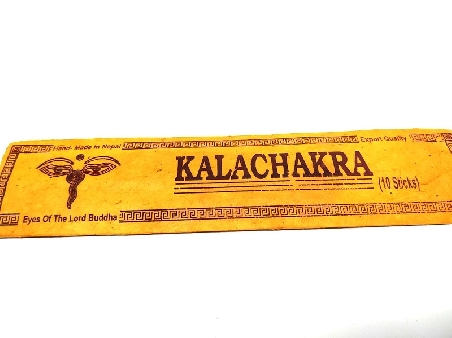 Hand- Made In Nepal
Export Quality
KALACHAKRA
(10 Sticks)
Eyes Of The Lord Buddha